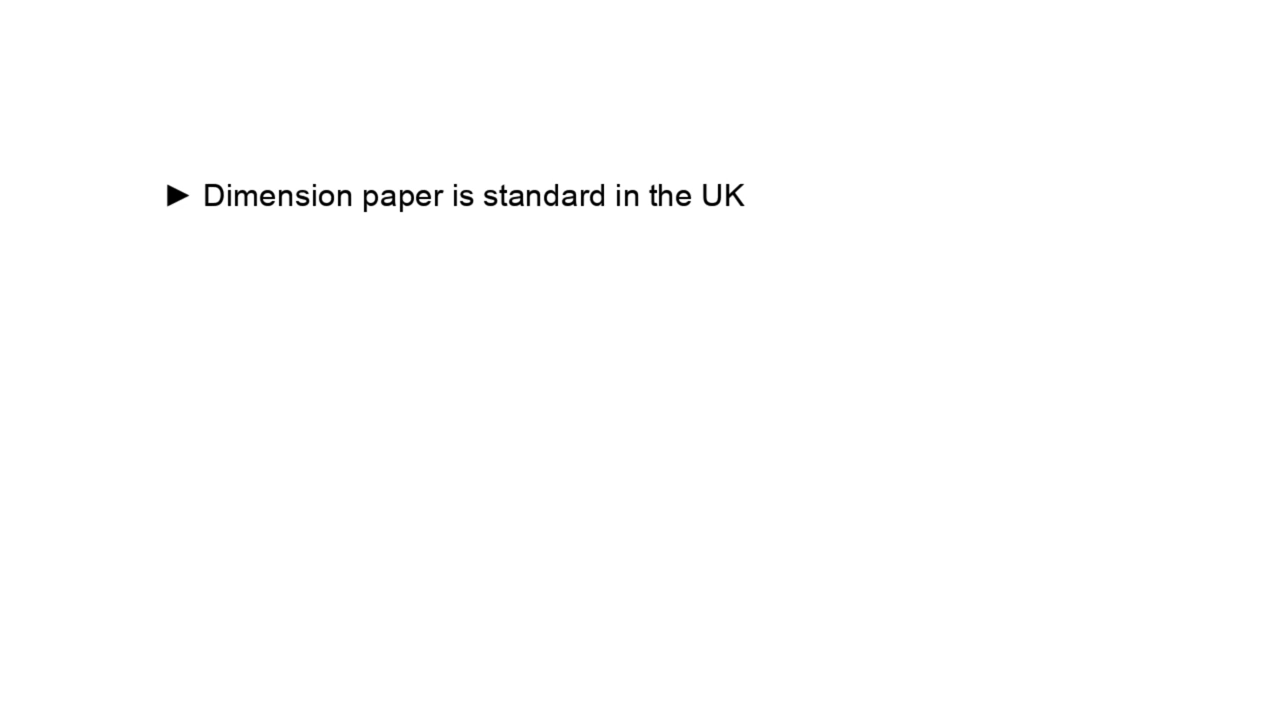 ► Dimension paper is standard in the UK